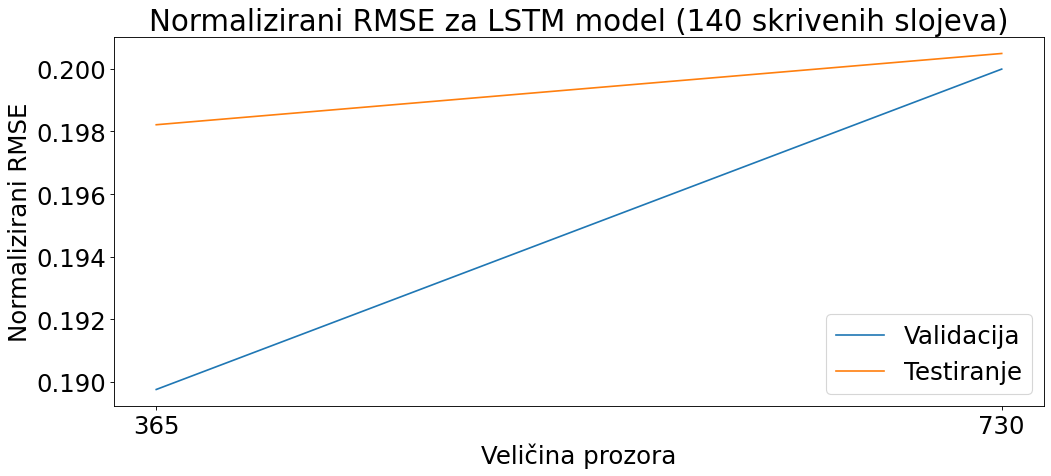 Normalizirani RMSE za LSTM model (140 skrivenih slojeva)
Normalizirani RMSE
0.200
0.198
0.196
0.194
0.192
0.190
365
730
Veličina prozora
Validacija
Testiranje